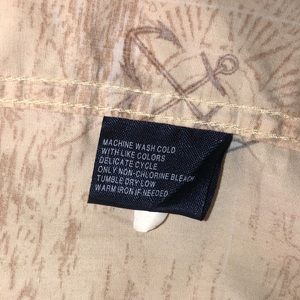 MACHINE WASH COLD
WITH LIKE COLORS
DELICATE CYCLE
ONLY NON-CHLORINE BLEACH
TUMBLE DRY LOW
WARM IRON IF NEEDED